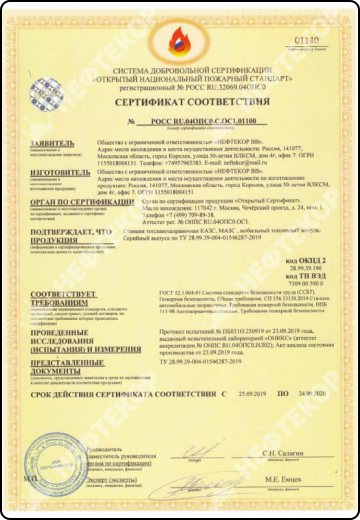 01140
СИСТЕМА ДОБРОВОЛЬНОЙ СЕРТИФИКАЦИИ
«ОТКРЫТЫЙ НАЦИОНАЛЬНЫЙ ПОЖАРНЫЙ СТАНДАРТ»
регистрационный № РОСС RU.32069.04ОПС0
СЕРТИФИКАТ СООТВЕТСТВИЯ
№ РОСС RU.04ОПС0.С.ОС1.01100
номер сертификата соответствия
ЗАЯВИТЕЛЬ
Общество с ограниченной ответственностью «НЕФТЕКОР ВВ».
Адрес места нахождения и места осуществления деятельности: Россия, 141077,
Московская область, город Королев, улица 50-летия ВЛКСМ, дом 4г, офис 7. ОГРН
1155018004151. Телефон: +74957966383. E-mail: neftekor@mail.ru
ИЗГОТОВИТЕЛЬ
Общество с ограниченной ответственностью «НЕФТЕКОР ВВ».
Адрес места нахождения и места осуществления деятельности по изготовлению
продукции: Россия, 141077, Московская область, город Королев, улица 50-летия ВЛКСМ,
дом 4г, офис 7. ОГРН 1155018004151
ОРГАН ПО СЕРТИФИКАЦИИ
Орган по сертификации продукции «Открытый Сертификат».
Место нахождения: 117042 г. Москва, Чечёрский проезд, д. 24,
Телефон +7 (499) 709-89-38.
Аттестат рег. № ОНПС RU.04ОПС0.ОС1.
ПОДТВЕРЖДАЕТ, ЧТО
ПРОДУКЦИЯ
Станция топливозаправочная КАЗС, МАЗС, мобильный топливный модуль.
Серийный выпуск по ТУ 28.99.39-004-01546287-2019
код ОКПД 2
28.99.39.190
код ТН ВЭД
7309 00 590 0
СООТВЕТСТВУЕТ
ТРЕБОВАНИЯМ
ГОСТ 12.1.004-91 Система стандартов безопасности труда (ССБТ).
Пожарная безопасность. Общие требования. СП 156.13130.2014 Станции
автомобильные заправочные. Требования пожарной безопасности. НПБ
111-98 Автозаправочные станции. Требования пожарной безопасности
ПРОВЕДЕННЫЕ
ИССЛЕДОВАНИЯ
(ИСПЫТАНИЯ) И ИЗМЕРЕНИЯ
Протокол испытаний № от 23.09.2019 года,
выданный испытательной лабораторией «ОНИКС» (аттестат
аккредитации № ОНПС RU.04ОПС0.ИЛ02); Акт анализа состояния
производства от 23.09.2019 года
ПРЕДСТАВЛЕННЫЕ
ДОКУМЕНТЫ
ТУ 28.99.39-004-01546287-2019
СРОК ДЕЙСТВИЯ СЕРТИФИКАТА СООТВЕТСТВИЯ С 25.09.2019 ПО 24.09.2020
Руководитель
(заместитель руководителя)
органа по сертификации
С.Н. Салагин
Эксперт (эксперты)
М.Е. Емцев
М.П.